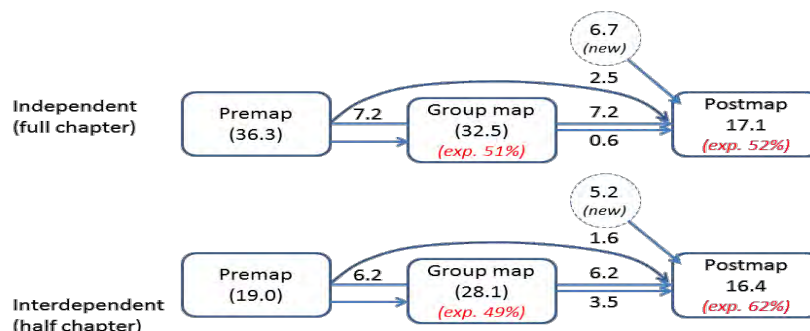 6.7
(new)
2.5
Independent
(full chapter)
Premap
(36.3)
7.2
Group map
(32.5)
(exp. 51%)
7.2
0.6
Postmap
17.1
(exp. 52%)
5.2
(new)
1.6
Interdependent
(half chapter)
Premap
(19.0)
6.2
Group map
(28.1)
(exp. 49%)
6.2
3.5
Postmap
16.4
(exp. 62%)